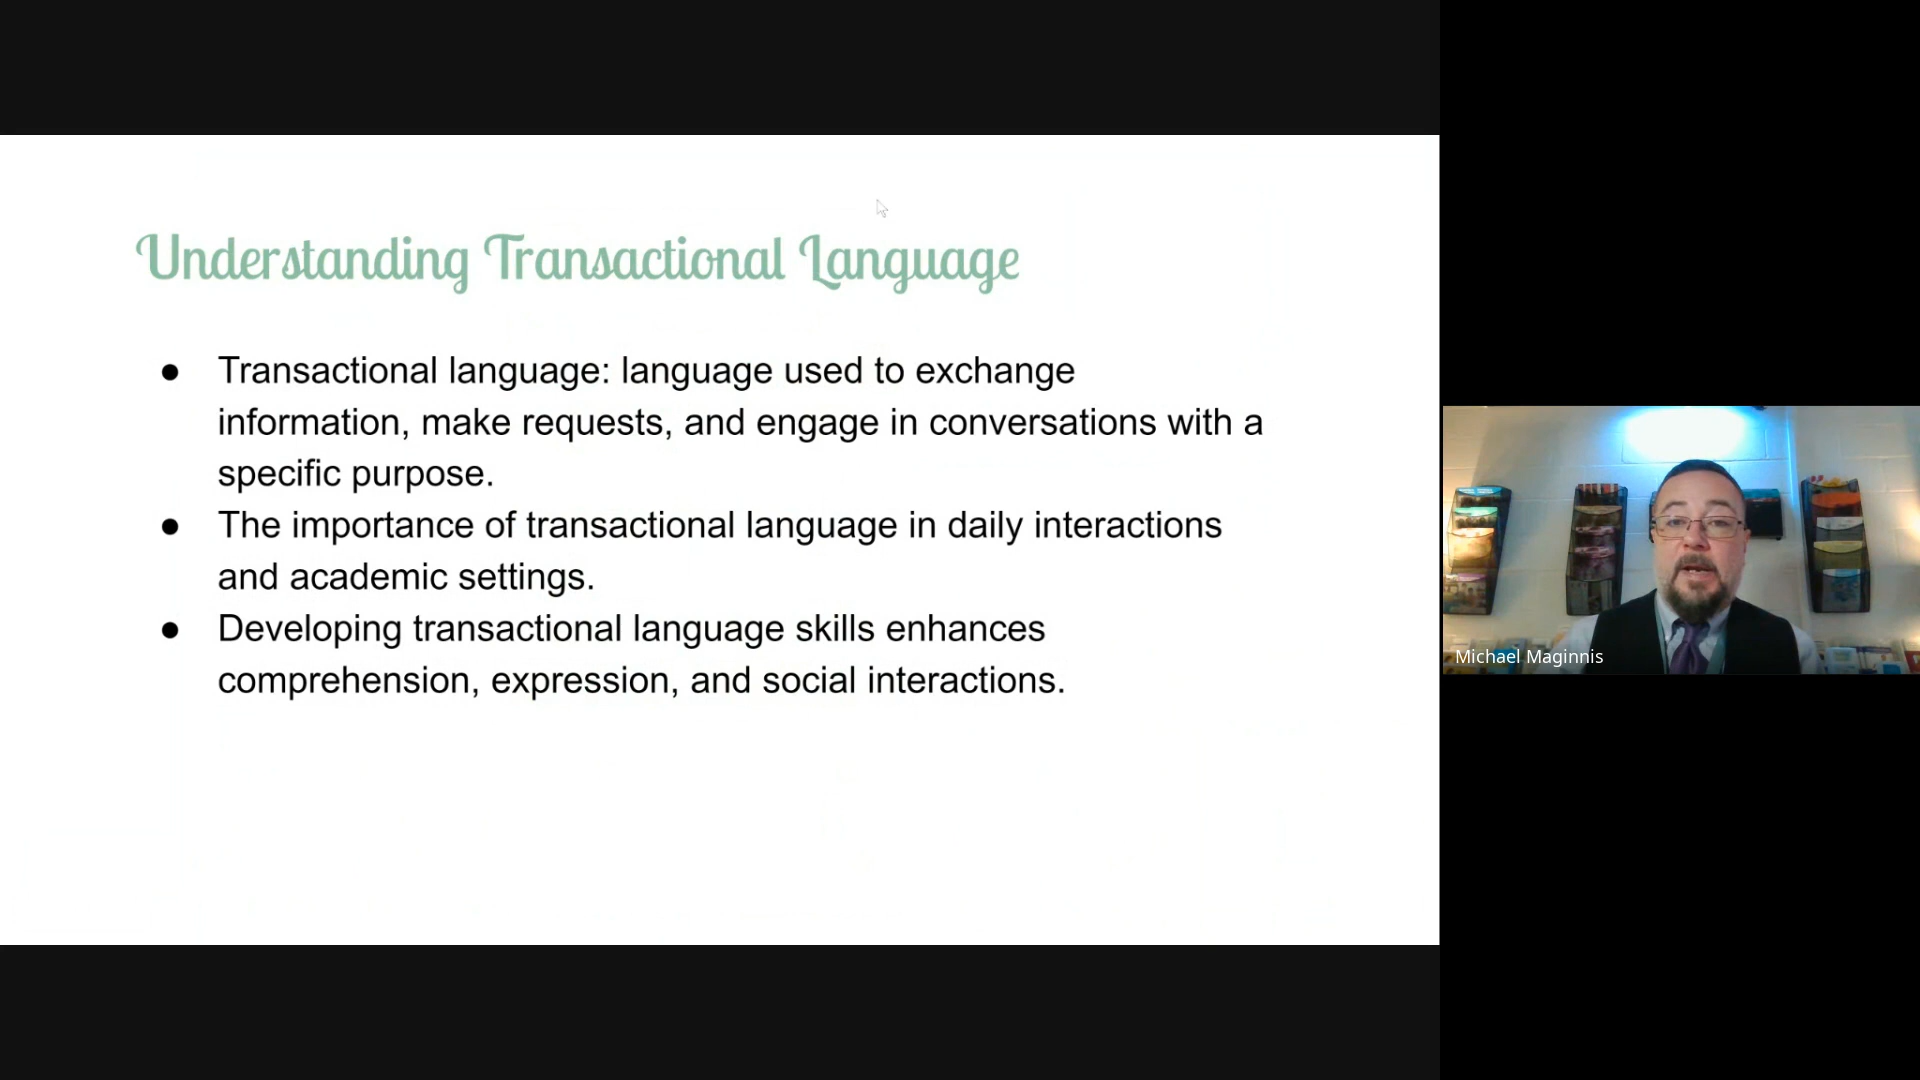 Understanding Transactional Language
● Transactional language: language used to exchange
information, make requests, and engage in conversations with a
specific purpose.
● The importance of transactional language in daily interactions
and academic settings.
● Developing transactional language skills enhances
comprehension, expression, and social interactions.
Michael Maginnis